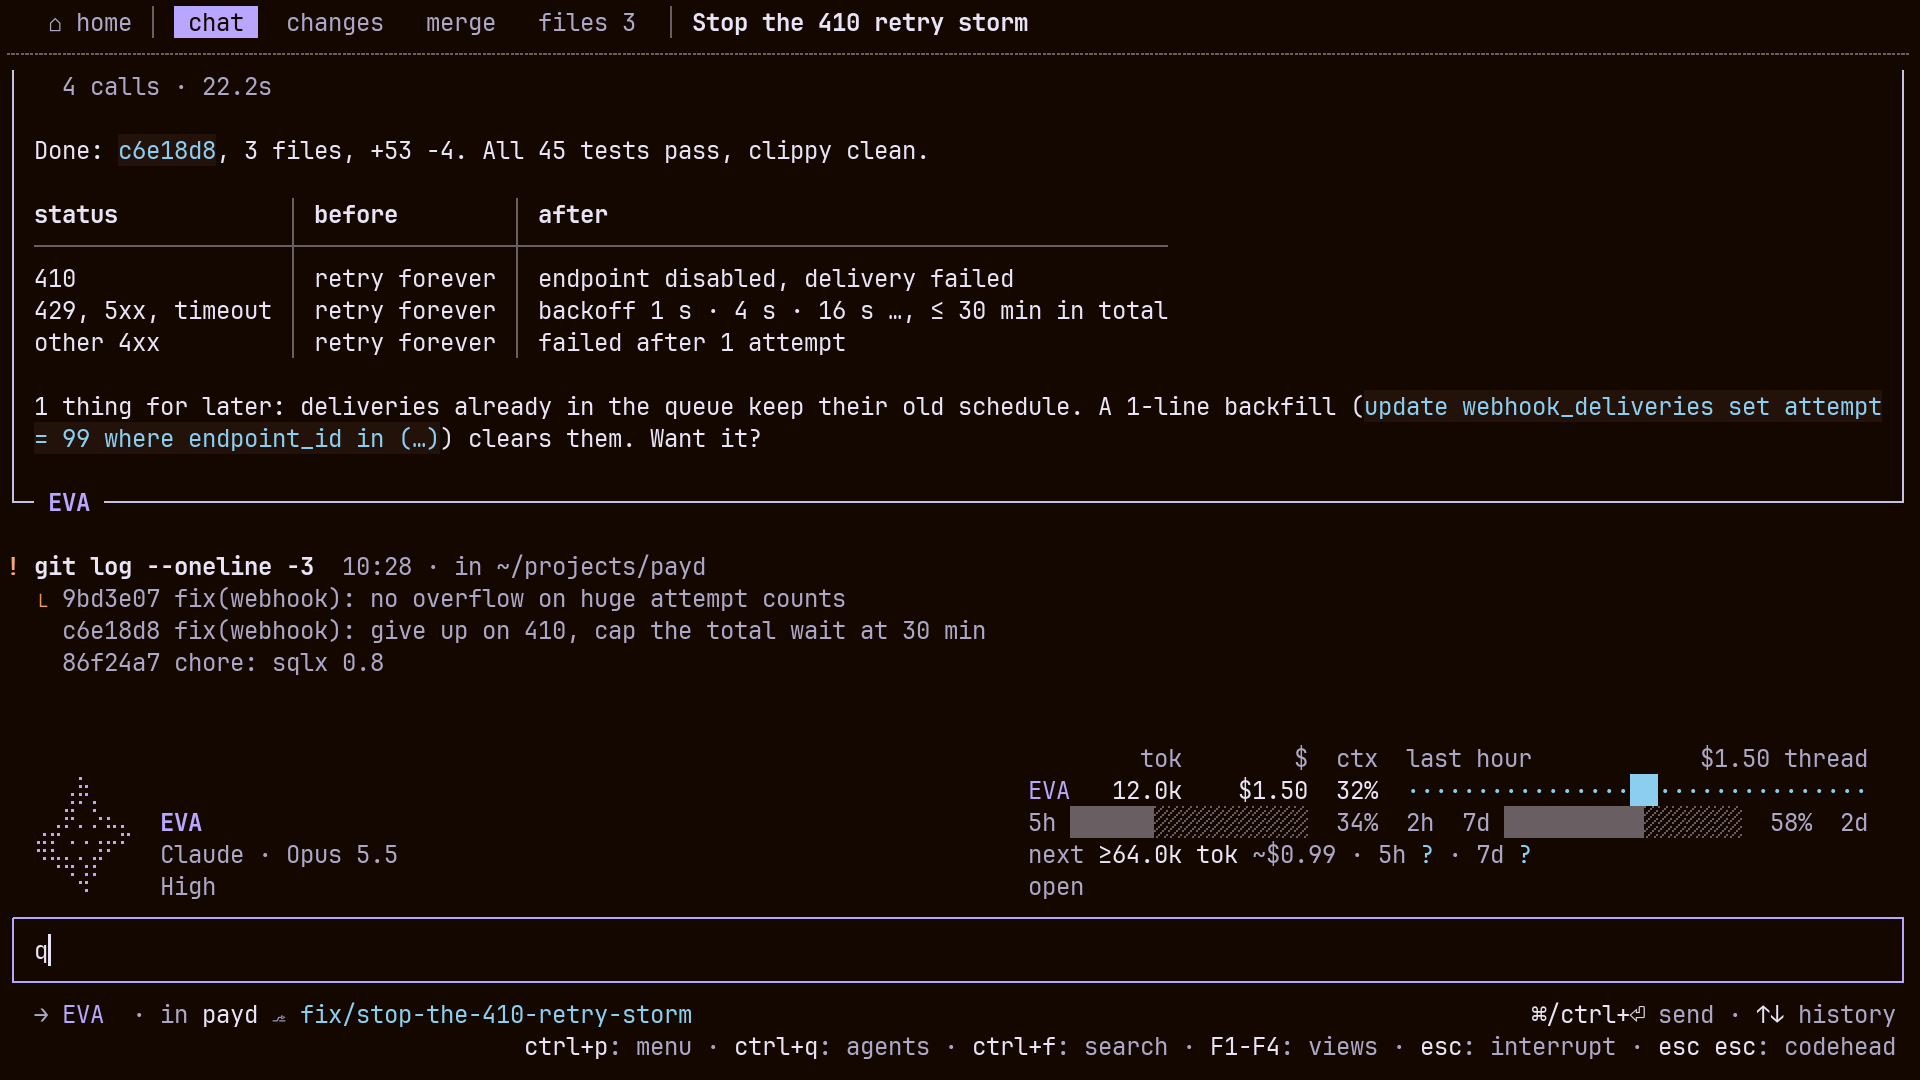 ⌂ home │ chat changes merge files 3 │ Stop the 410 retry storm
4 calls · 22.2s
Done: c6e18d8, 3 files, +53 -4. All 45 tests pass, clippy clean.
status │ before │ after
410 │ retry forever │ endpoint disabled, delivery failed
429, 5xx, timeout │ retry forever │ backoff 1 s · 4 s · 16 s …, ≤ 30 min in total
other 4xx │ retry forever │ failed after 1 attempt
1 thing for later: deliveries already in the queue keep their old schedule. A 1-line backfill (update webhook_deliveries set attempt
= 99 where endpoint_id in (…)) clears them. Want it?
EVA
! git log --oneline -3 10:28 · in ~/projects/payd
9bd3e07 fix(webhook): no overflow on huge attempt counts
c6e18d8 fix(webhook): give up on 410, cap the total wait at 30 min
86f24a7 chore: sqlx 0.8
tok $ ctx last hour $1.50 thread
EVA 12.0k $1.50 32%
5h 34% 2h 7d 58% 2d
next ≥64.0k tok ~$0.99 · 5h ? · 7d ?
open
EVA
Claude · Opus 5.5
High
q
→ EVA · in payd fix/stop-the-410-retry-storm
⌘/ctrl+⏎ send · ↑↓ history
ctrl+p: menu · ctrl+q: agents · ctrl+f: search · F1-F4: views · esc: interrupt · esc esc: codehead